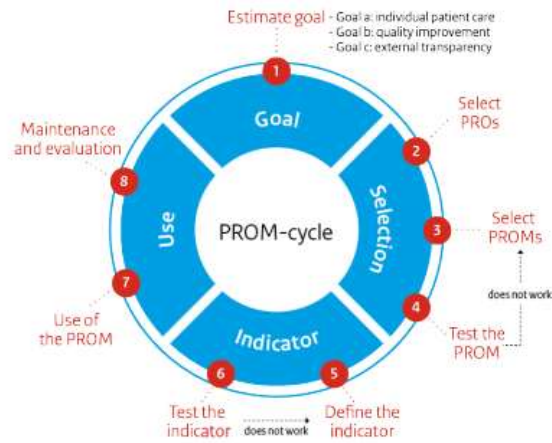 Estimate goal
- Goal a: individual patient care
- Goal b: quality improvement
- Goal c: external transparency
1
Goal
Select
PROs
2
Selection
Select
PROMs
3
does not work
4
Test the
PROM
PROM-cycle
Indicator
5
Define the
indicator
does not work
6
Test the
indicator
Use
7
Use of
the PROM
8
Maintenance
and evaluation